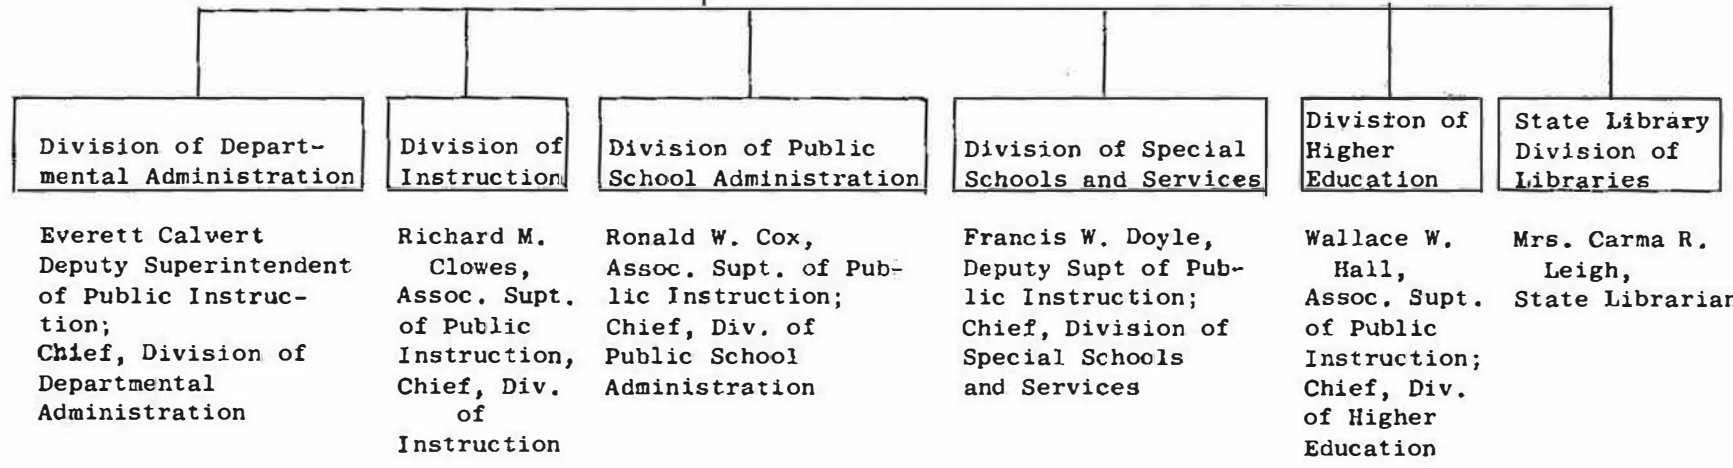 Division of Depart-
mental Administration
Division of
Instruction
Division of Public
School Administration
Division of Special
Schools and Services
Division of
Higher
Education
State Library
Division of
Libraries
Everett Calvert
Deputy Superintendent
of Public Instruc-
tion;
Chief, Division of
Departmental
Administration
Richard M.
Clowes,
Assoc. Supt.
of Public
Instruction,
Chief, Div.
of
Instruction
Ronald W. Cox,
Assoc. Supt. of Pub-
lic Instruction;
Chief, Div. of
Public School
Administration
Francis W. Doyle,
Deputy Supt of Pub-
lic Instruction;
Chief, Division of
Special Schools
and Services
Wallace W.
Hall,
Assoc. Supt.
of Public
Instruction;
Chief, Div.
of Higher
Education
Mrs. Carma R.
Leigh,
State Librarian